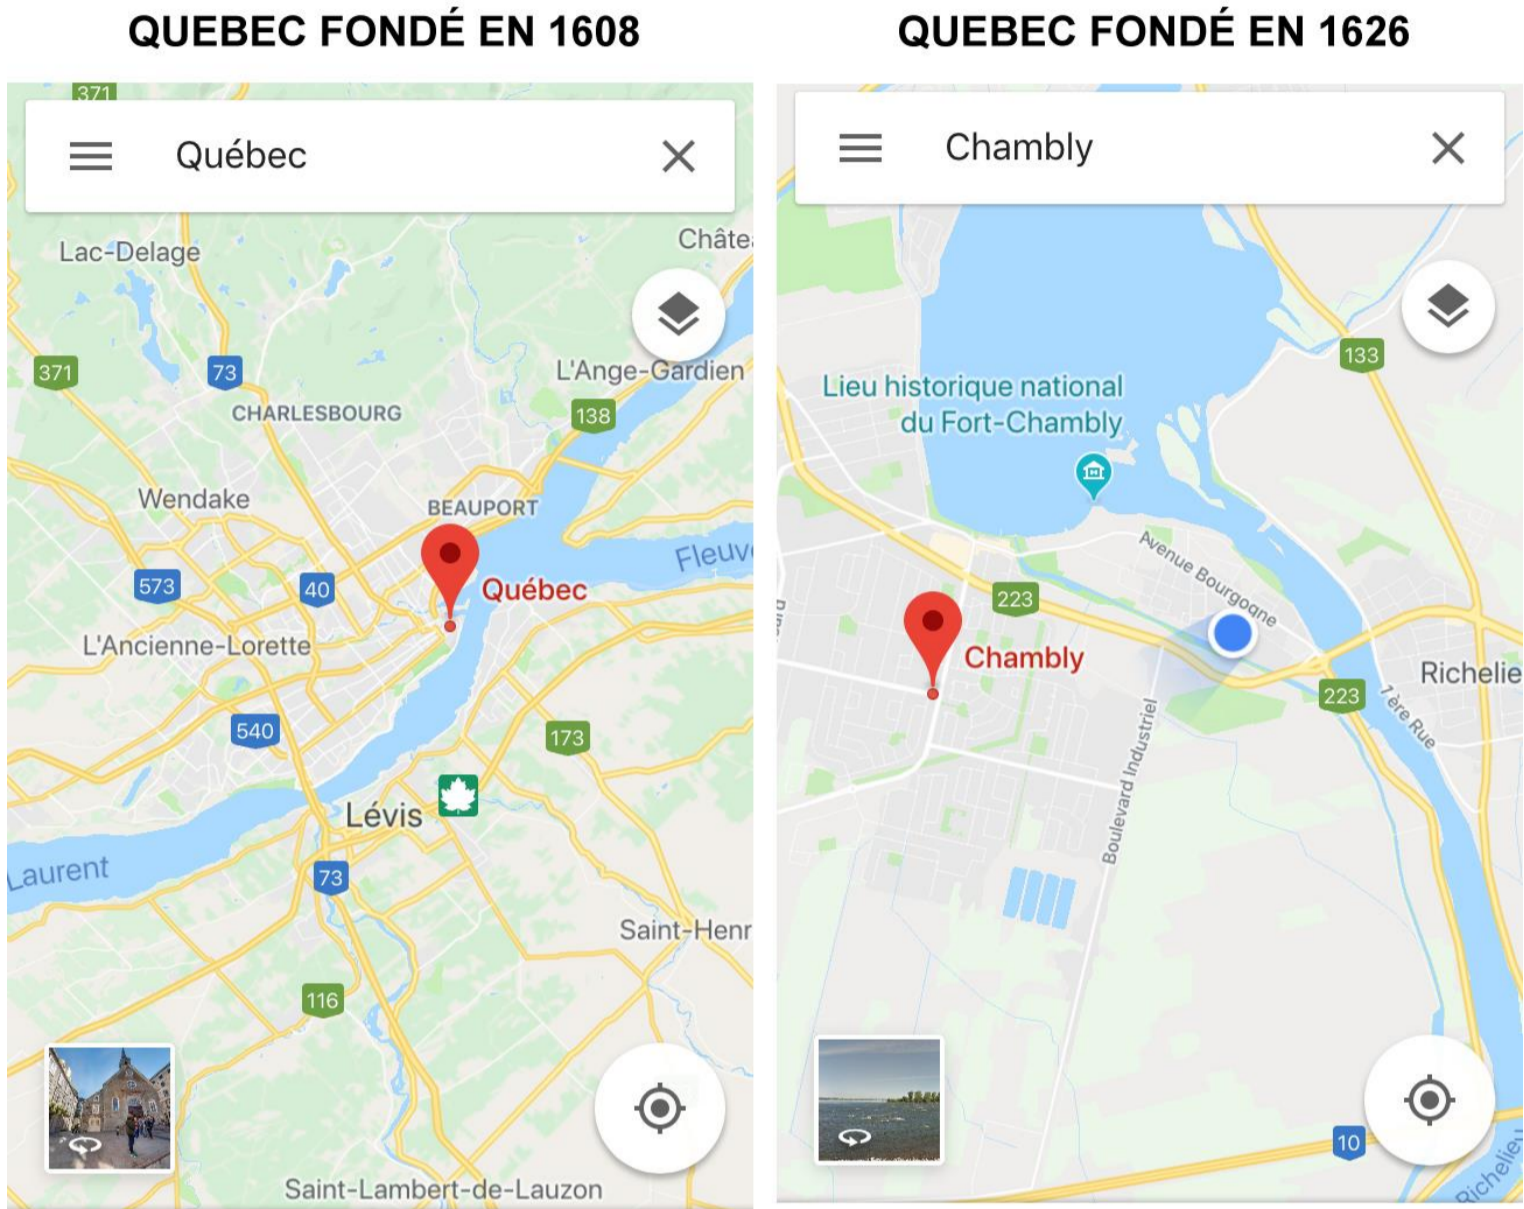 QUEBEC FONDÉ EN 1608
371
Québec
Lac-Delage
Châte
371
73
L'Ange-Gardien
138
CHARLESBOURG
Wendake
BEAUPORT
Fleuv
573
40
Québec
L'Ancienne-Lorette
540
173
Lévis
Laurent
73
Saint-Henr
116
Saint-Lambert-de-Lauzon
QUEBEC FONDÉ EN 1626
Chambly
133
Lieu historique national
du Fort-Chambly
Avenue Bourgogne
223
Chambly
Richelie
223
1ère Rue
Boulevard Industriel
10
Richelieu